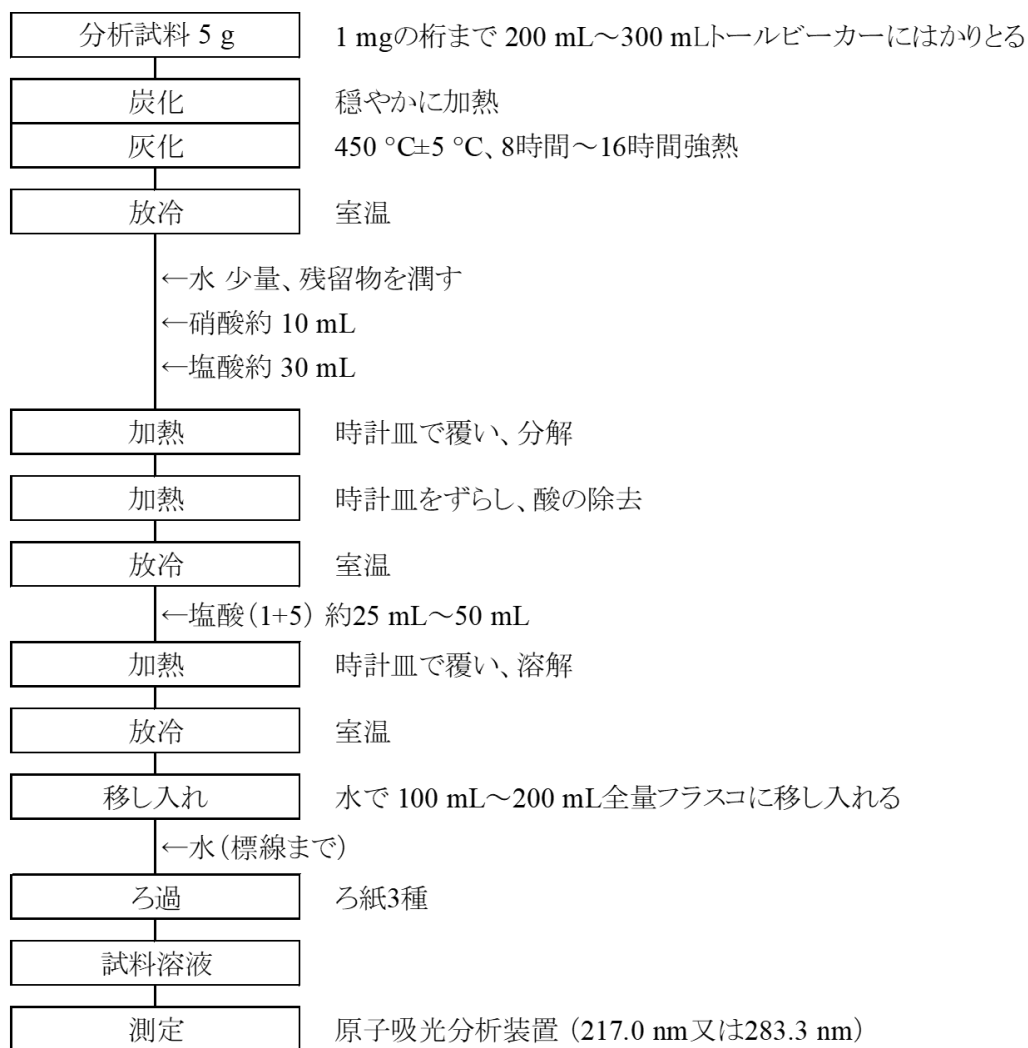 分析試料 5 g 1 mgの桁まで 200 mL～300 mLトールビーカーにはかりとる
炭化 穏やかに加熱
灰化 450 °C±5 °C、8時間～16時間強熱
放冷 室温
←水 少量、残留物を潤す
←硝酸約 10 mL
←塩酸約 30 mL
加熱 時計皿で覆い、分解
加熱 時計皿をずらし、酸の除去
放冷 室温
←塩酸（1+5） 約25 mL～50 mL
加熱 時計皿で覆い、溶解
放冷 室温
移し入れ 水で 100 mL～200 mL全量フラスコに移し入れる
←水（標線まで）
ろ過 ろ紙3種
試料溶液
測定 原子吸光分析装置（217.0 nm又は283.3 nm）